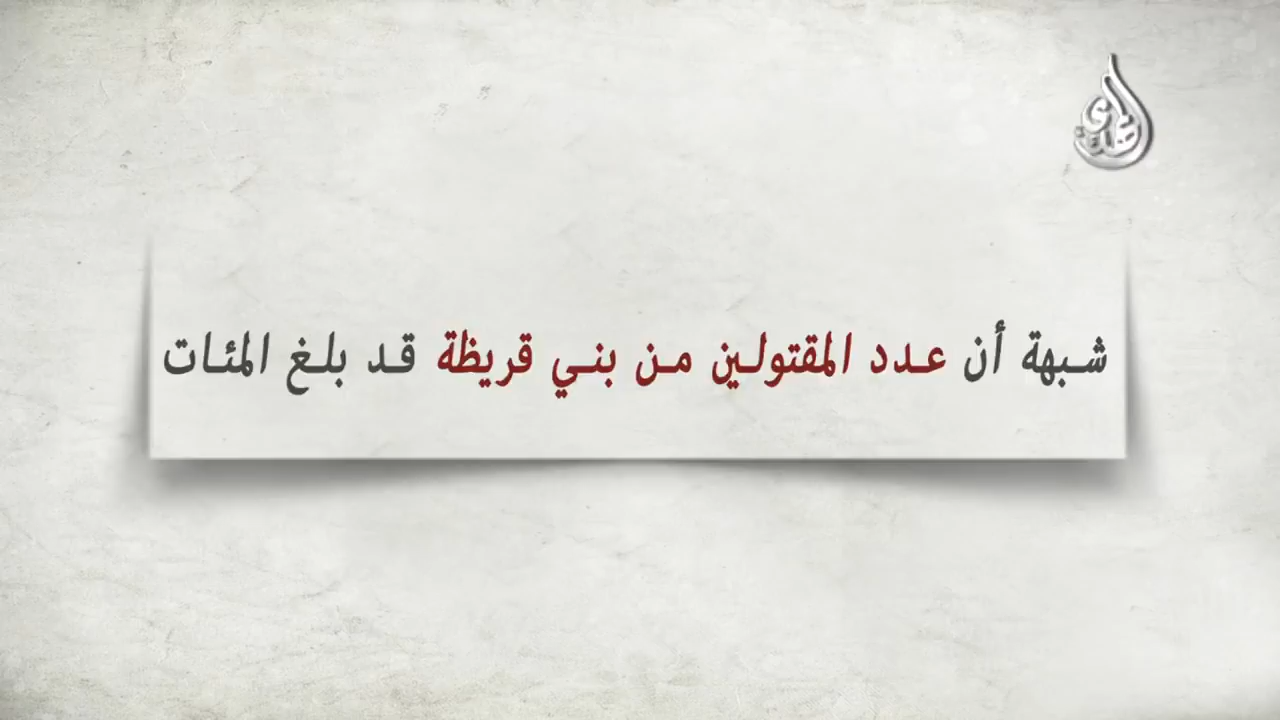 شبهة أن عدد المقتولين من بني قريظة قد بلغ المئات